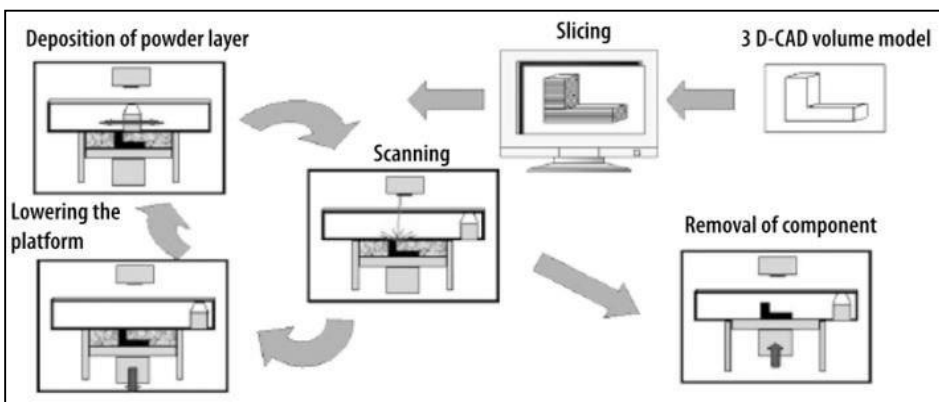 Deposition of powder layer
Slicing
3 D-CAD volume model
Scanning
Lowering the
platform
Removal of component